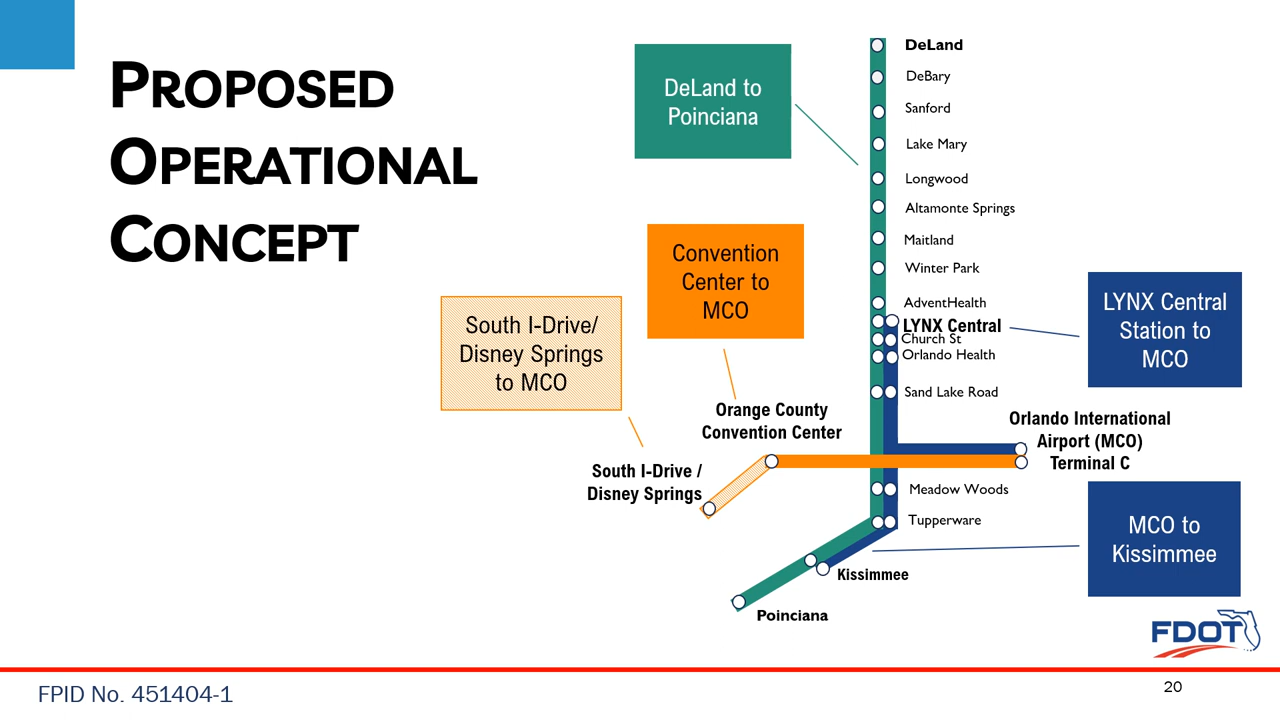 PROPOSED
OPERATIONAL
CONCEPT
DeLand to
Poinciana
Convention
Center to
MCO
South I-Drive/
Disney Springs
to MCO
DeLand
DeBary
Sanford
Lake Mary
Longwood
Altamonte Springs
Maitland
Winter Park
AdventHealth
LYNX Central
Church St
Orlando Health
Sand Lake Road
LYNX Central
Station to
MCO
Orange County
Convention Center
Orlando International
Airport (MCO)
Terminal C
South I-Drive /
Disney Springs
Meadow Woods
Tupperware
MCO to
Kissimmee
Kissimmee
Poinciana
FDOT
FPID No. 451404-1
20